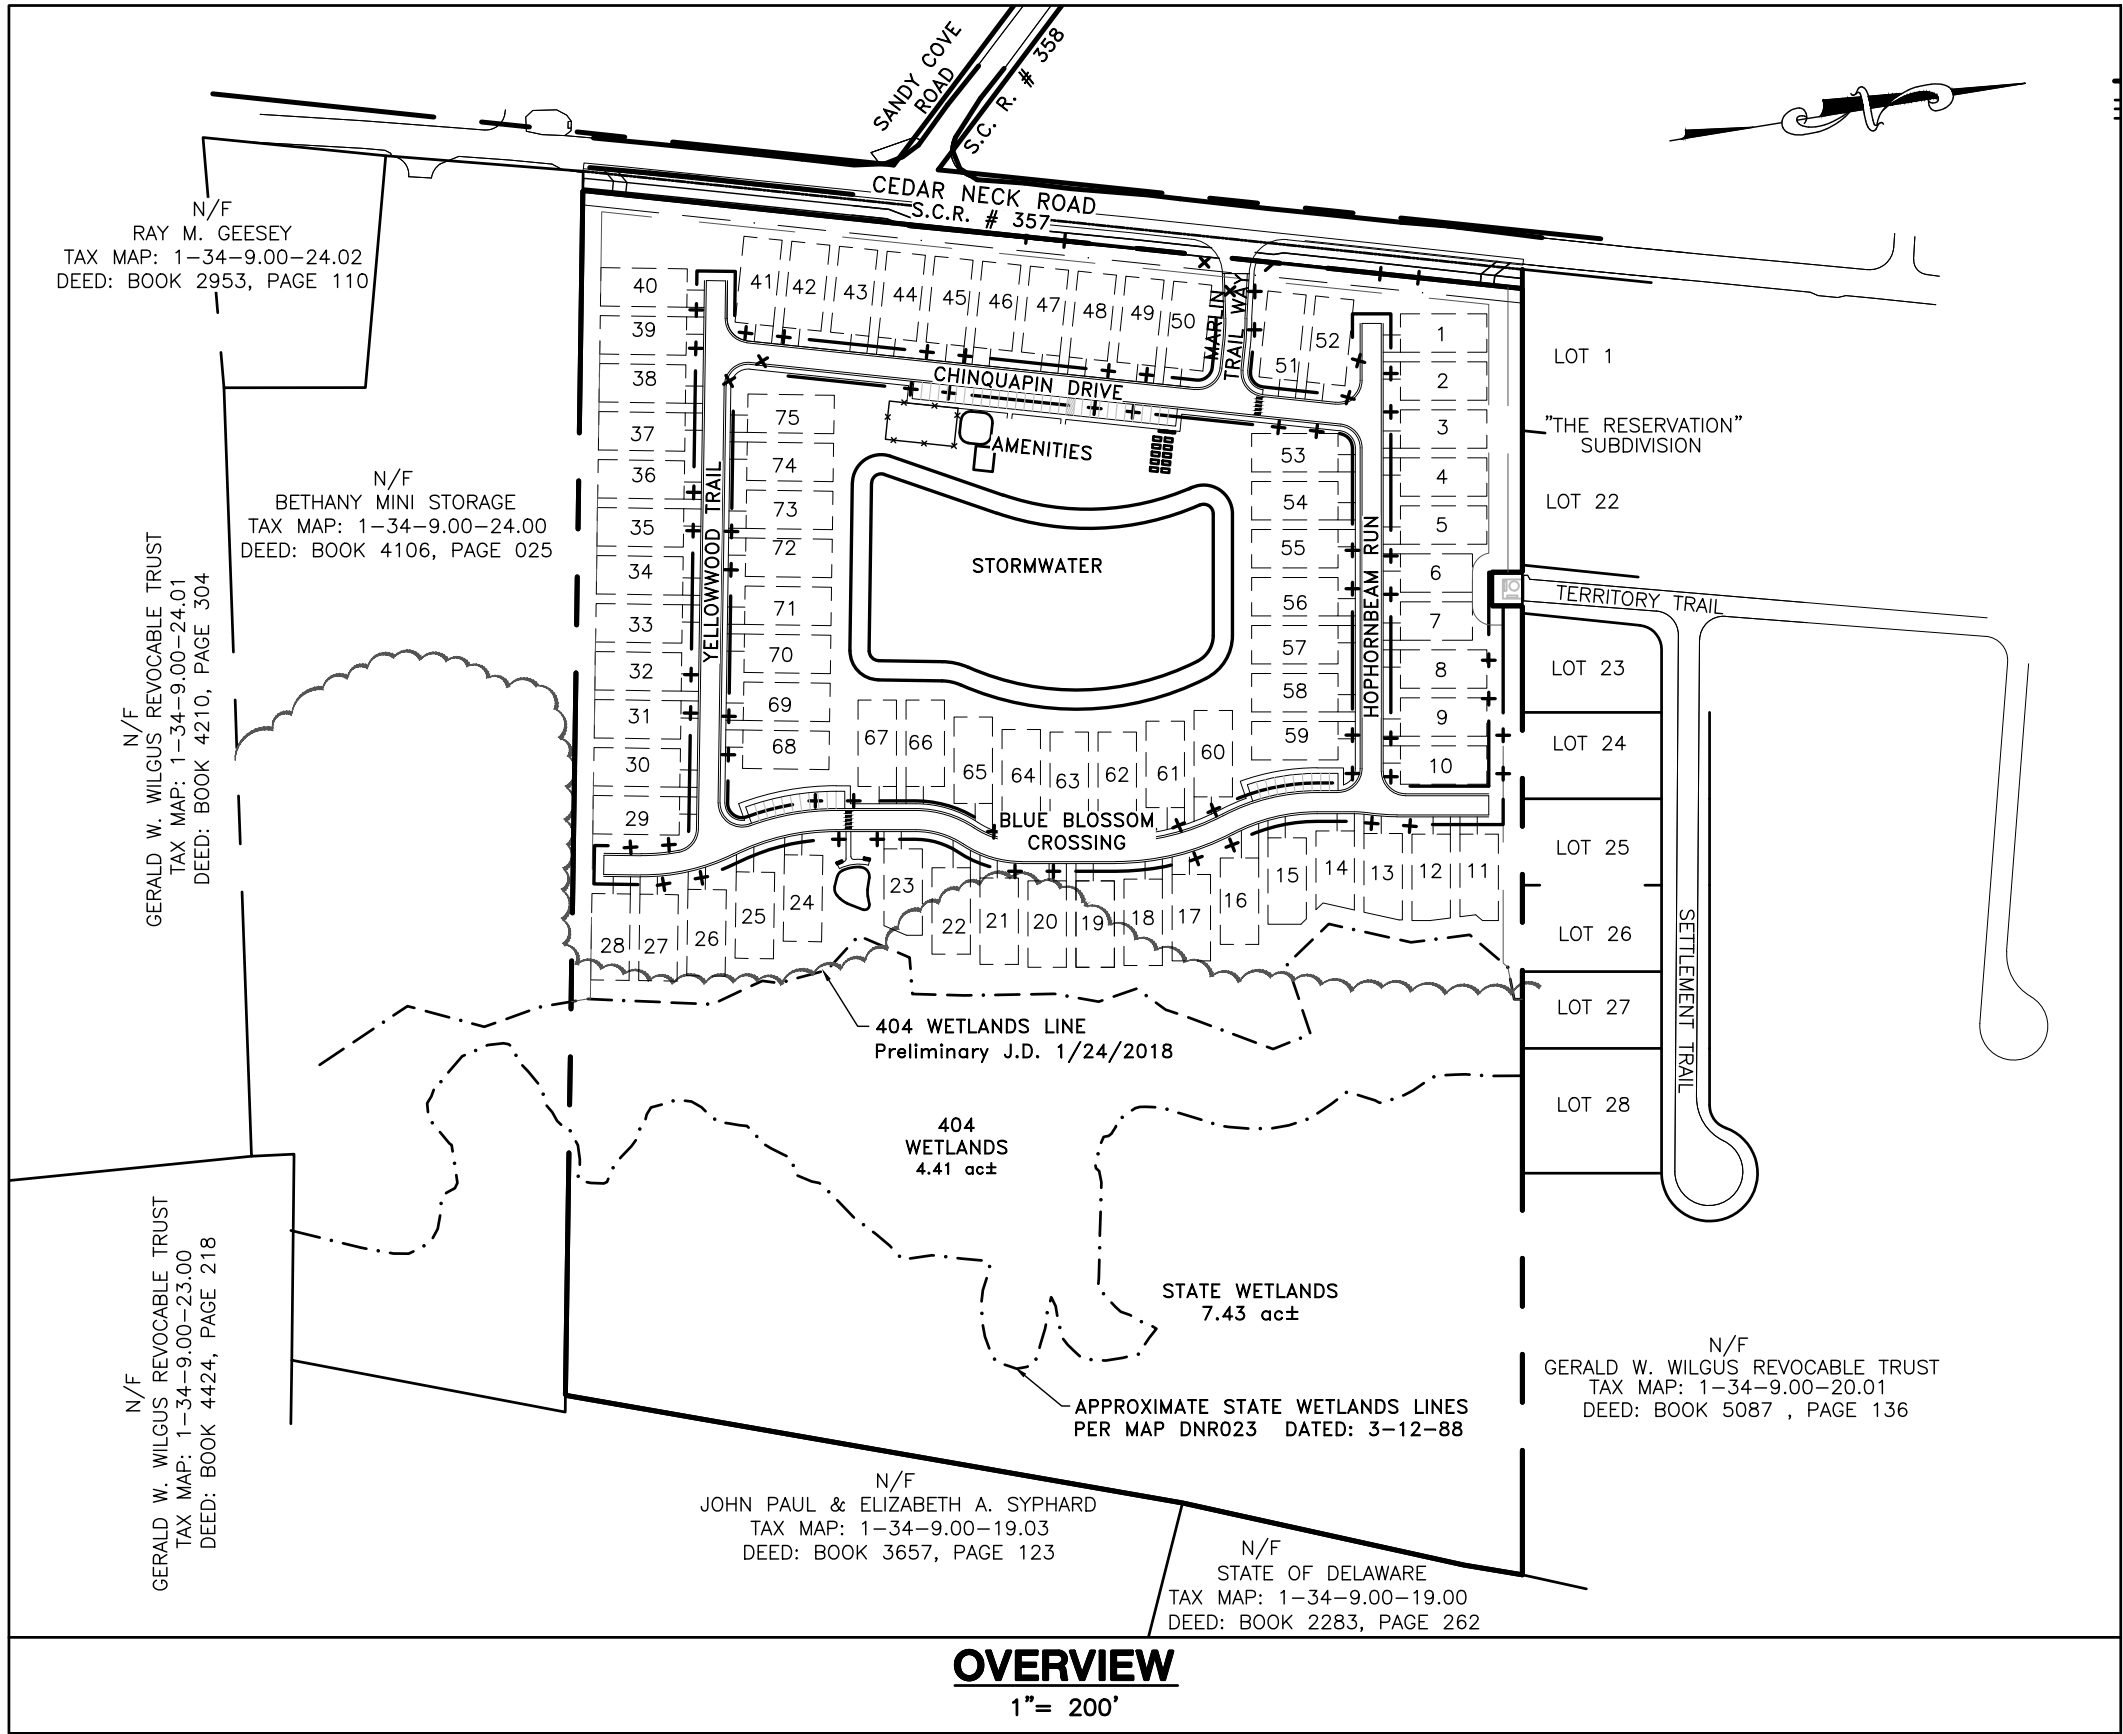 SANDY COVE
ROAD
S.C. R. # 358
CEDAR NECK ROAD
S.C.R. # 357
N/F
RAY M. GEESEY
TAX MAP: 1-34-9.00-24.02
DEED: BOOK 2953, PAGE 110
40
41
42
43
44
45
46
47
48
49
50
MARLIN
TRAIL WAY
51
52
1
LOT 1
39
38
37
36
35
34
33
32
31
30
29
CHINQUAPIN DRIVE
2
3
4
5
6
7
8
9
10
"THE RESERVATION"
SUBDIVISION
LOT 22
75
74
73
72
71
70
69
68
YELLOWWOOD TRAIL
AMENITIES
STORMWATER
53
54
55
56
57
58
59
HOPHORNBEAM RUN
N/F
BETHANY MINI STORAGE
TAX MAP: 1-34-9.00-24.00
DEED: BOOK 4106, PAGE 025
N/F
GERALD W. WILGUS REVOCABLE TRUST
TAX MAP: 1-34-9.00-24.01
DEED: BOOK 4210, PAGE 304
TERRITORY TRAIL
LOT 23
LOT 24
LOT 25
LOT 26
LOT 27
LOT 28
SETTLEMENT TRAIL
67
66
65
64
63
62
61
60
BLUE BLOSSOM
CROSSING
28
27
26
25
24
23
22
21
20
19
18
17
16
15
14
13
12
11
404 WETLANDS LINE
Preliminary J.D. 1/24/2018
404
WETLANDS
4.41 ac±
STATE WETLANDS
7.43 ac±
APPROXIMATE STATE WETLANDS LINES
PER MAP DNR023 DATED: 3-12-88
N/F
GERALD W. WILGUS REVOCABLE TRUST
TAX MAP: 1-34-9.00-23.00
DEED: BOOK 4424, PAGE 218
N/F
GERALD W. WILGUS REVOCABLE TRUST
TAX MAP: 1-34-9.00-20.01
DEED: BOOK 5087 , PAGE 136
N/F
JOHN PAUL & ELIZABETH A. SYPHARD
TAX MAP: 1-34-9.00-19.03
DEED: BOOK 3657, PAGE 123
N/F
STATE OF DELAWARE
TAX MAP: 1-34-9.00-19.00
DEED: BOOK 2283, PAGE 262
OVERVIEW
1"= 200'